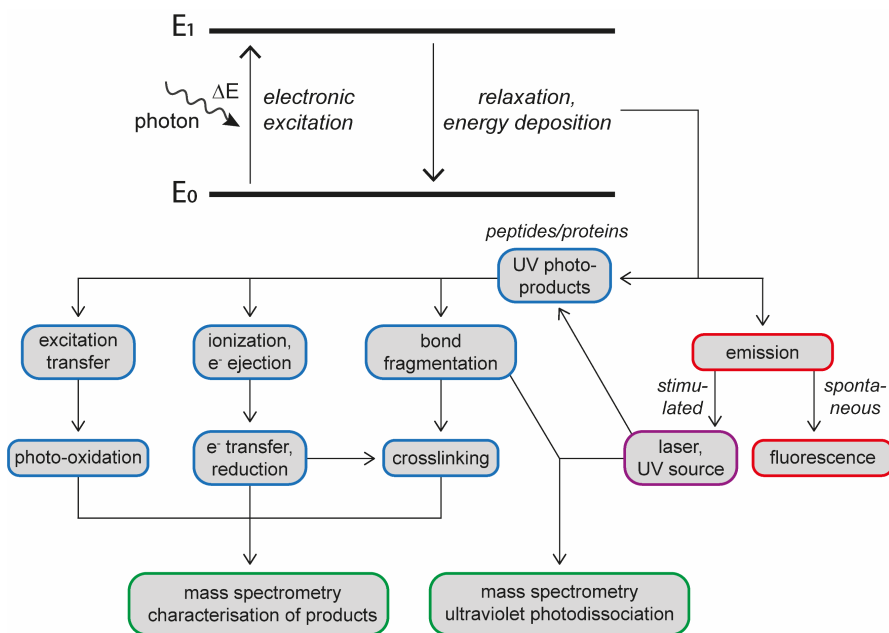 E₁
ΔE
photon
electronic
excitation
relaxation,
energy deposition
E₀
peptides/proteins
UV photo-
products
excitation
transfer
ionization,
e⁻ ejection
bond
fragmentation
emission
stimu-
lated
sponta-
neous
photo-oxidation
e⁻ transfer,
reduction
crosslinking
laser,
UV source
fluorescence
mass spectrometry
characterisation of products
mass spectrometry
ultraviolet photodissociation